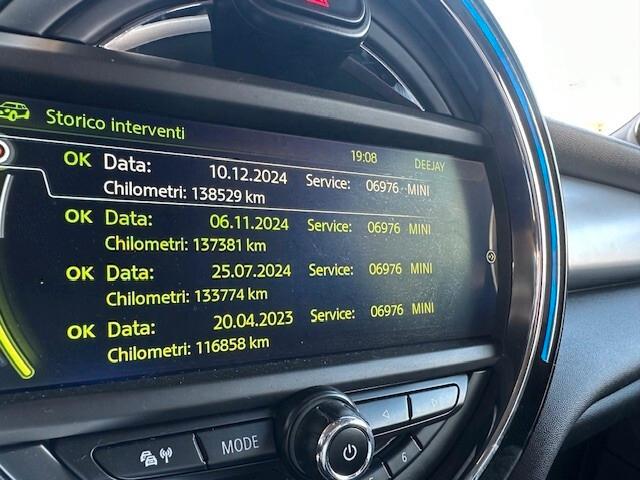 Storico interventi
19:08 DEEJAY
OK Data: 10.12.2024 Service: 06976 MINI
Chilometri: 138529 km
OK Data: 06.11.2024 Service: 06976 MINI
Chilometri: 137381 km
OK Data: 25.07.2024 Service: 06976 MINI
Chilometri: 133774 km
OK Data: 20.04.2023 Service: 06976 MINI
Chilometri: 116858 km
MODE
6